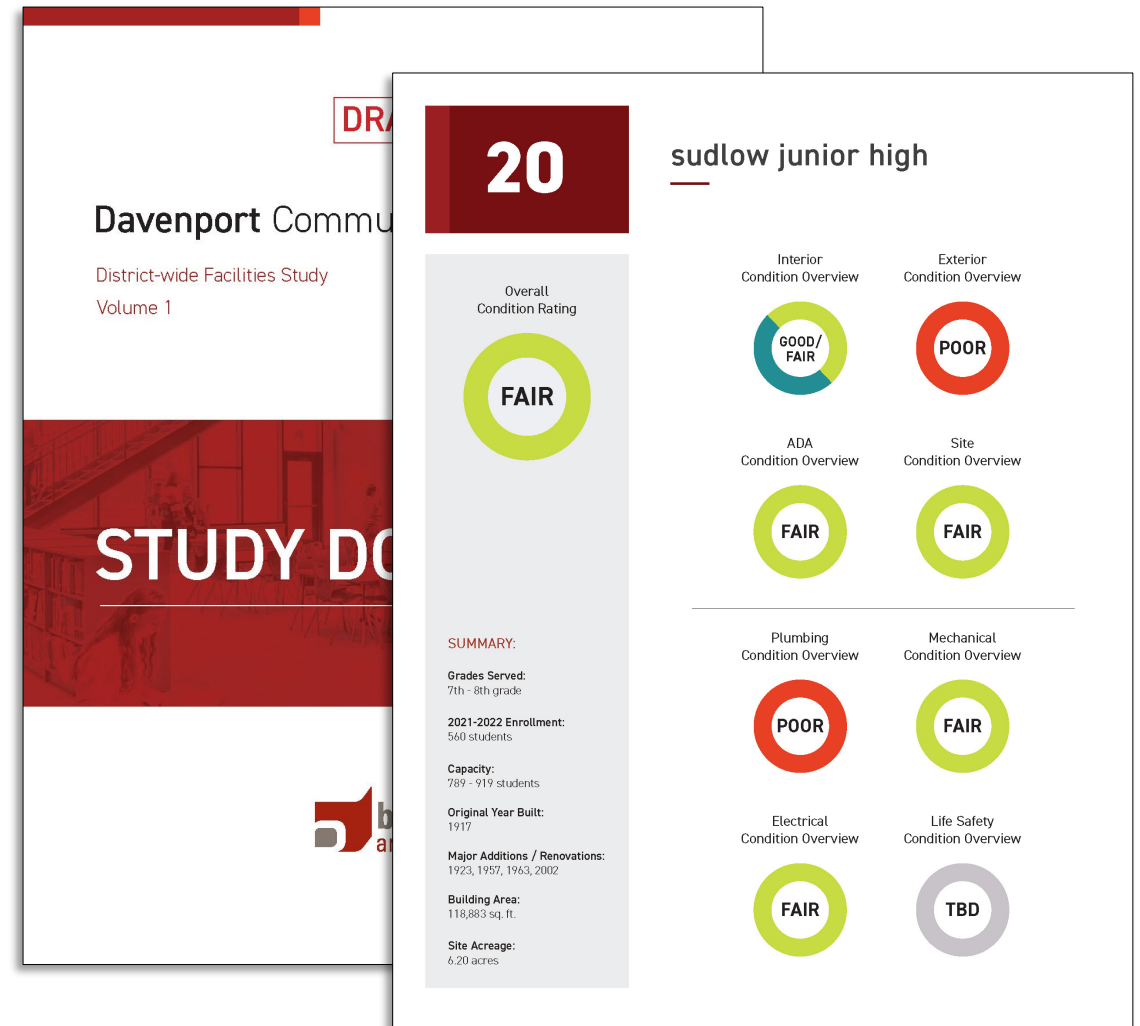 DRA
Davenport Commu
District-wide Facilities Study
Volume 1
STUDY DO
20
sudlow junior high
Overall
Condition Rating
FAIR
SUMMARY:
Grades Served:
7th - 8th grade
2021-2022 Enrollment:
560 students
Capacity:
789 - 919 students
Original Year Built:
1917
Major Additions / Renovations:
1923, 1957, 1963, 2002
Building Area:
118,883 sq. ft.
Site Acreage:
6.20 acres
Interior
Condition Overview
GOOD/
FAIR
Exterior
Condition Overview
POOR
ADA
Condition Overview
FAIR
Site
Condition Overview
FAIR
Plumbing
Condition Overview
POOR
Mechanical
Condition Overview
FAIR
Electrical
Condition Overview
FAIR
Life Safety
Condition Overview
TBD